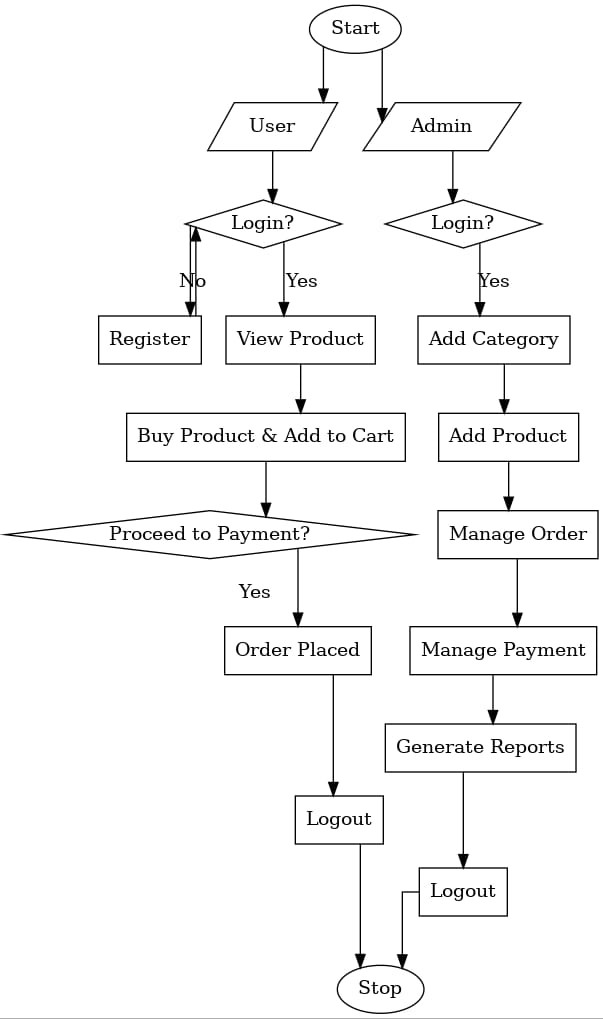 Start
User
Admin
Login?
Login?
No
Yes
Yes
Register
View Product
Add Category
Buy Product & Add to Cart
Add Product
Proceed to Payment?
Manage Order
Yes
Order Placed
Manage Payment
Generate Reports
Logout
Logout
Stop